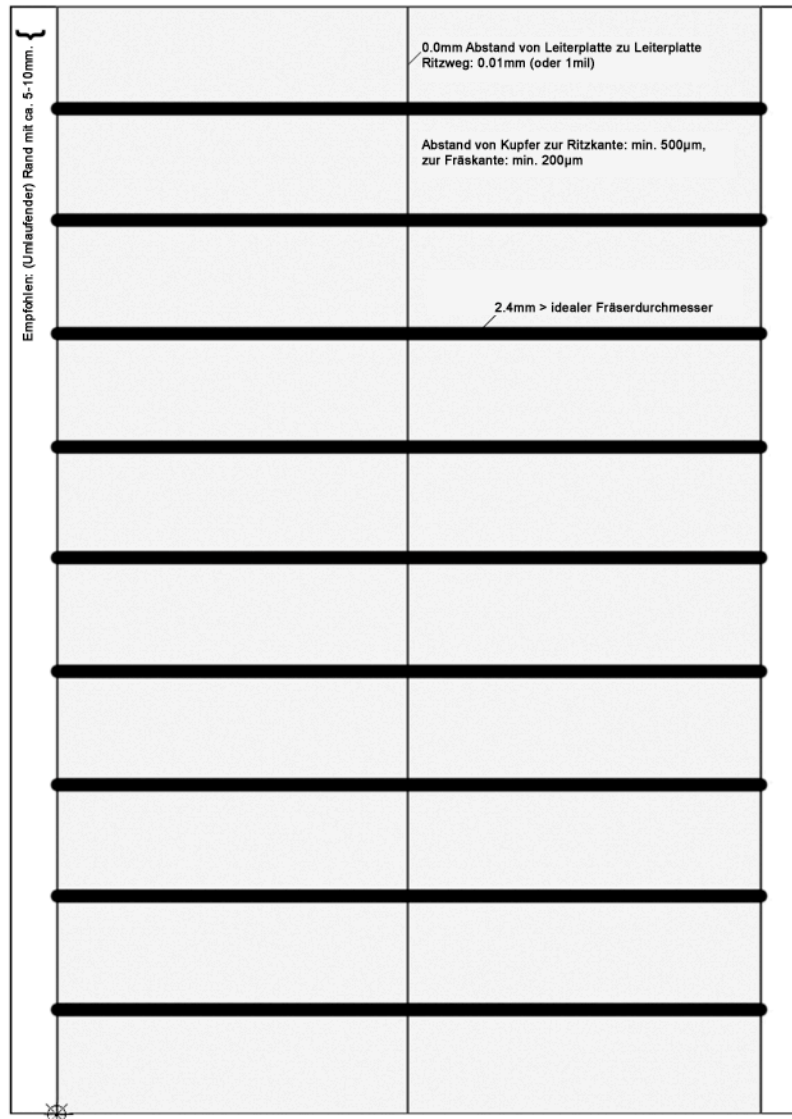 0.0mm Abstand von Leiterplatte zu Leiterplatte
Ritzweg: 0.01mm (oder 1mil)
Abstand von Kupfer zur Ritzkante: min. 500µm,
zur Fräskante: min. 200µm
2.4mm > idealer Fräserdurchmesser
Empfohlen: (Umlaufender) Rand mit ca. 5-10mm.